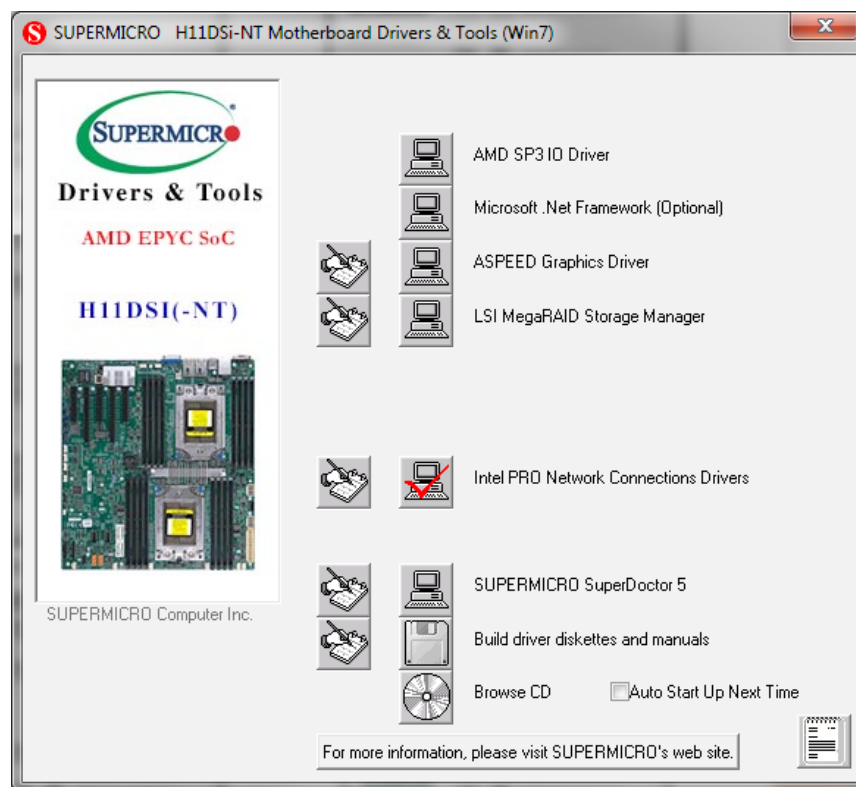 SUPERMICRO H11DSi-NT Motherboard Drivers & Tools (Win7)
SUPERMICR
Drivers & Tools
AMD EPYC SoC
H11DSI(-NT)
SUPERMICRO Computer Inc.
AMD SP3 IO Driver
Microsoft .Net Framework (Optional)
ASPEED Graphics Driver
LSI MegaRAID Storage Manager
Intel PRO Network Connections Drivers
SUPERMICRO SuperDoctor 5
Build driver diskettes and manuals
Browse CD
Auto Start Up Next Time
For more information, please visit SUPERMICRO's web site.